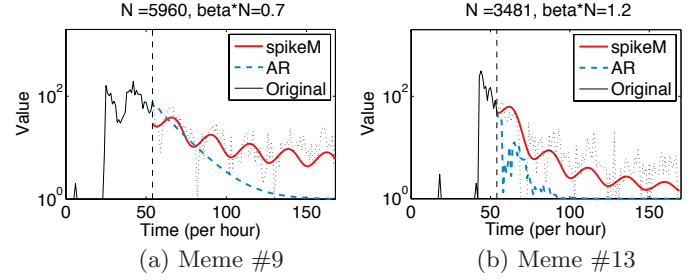 N =5960, beta*N=0.7
Value
10^2
10^0
spikeM
AR
Original
0
50
100
150
Time (per hour)
(a) Meme #9
N =3481, beta*N=1.2
Value
10^2
10^0
spikeM
AR
Original
0
50
100
150
Time (per hour)
(b) Meme #13